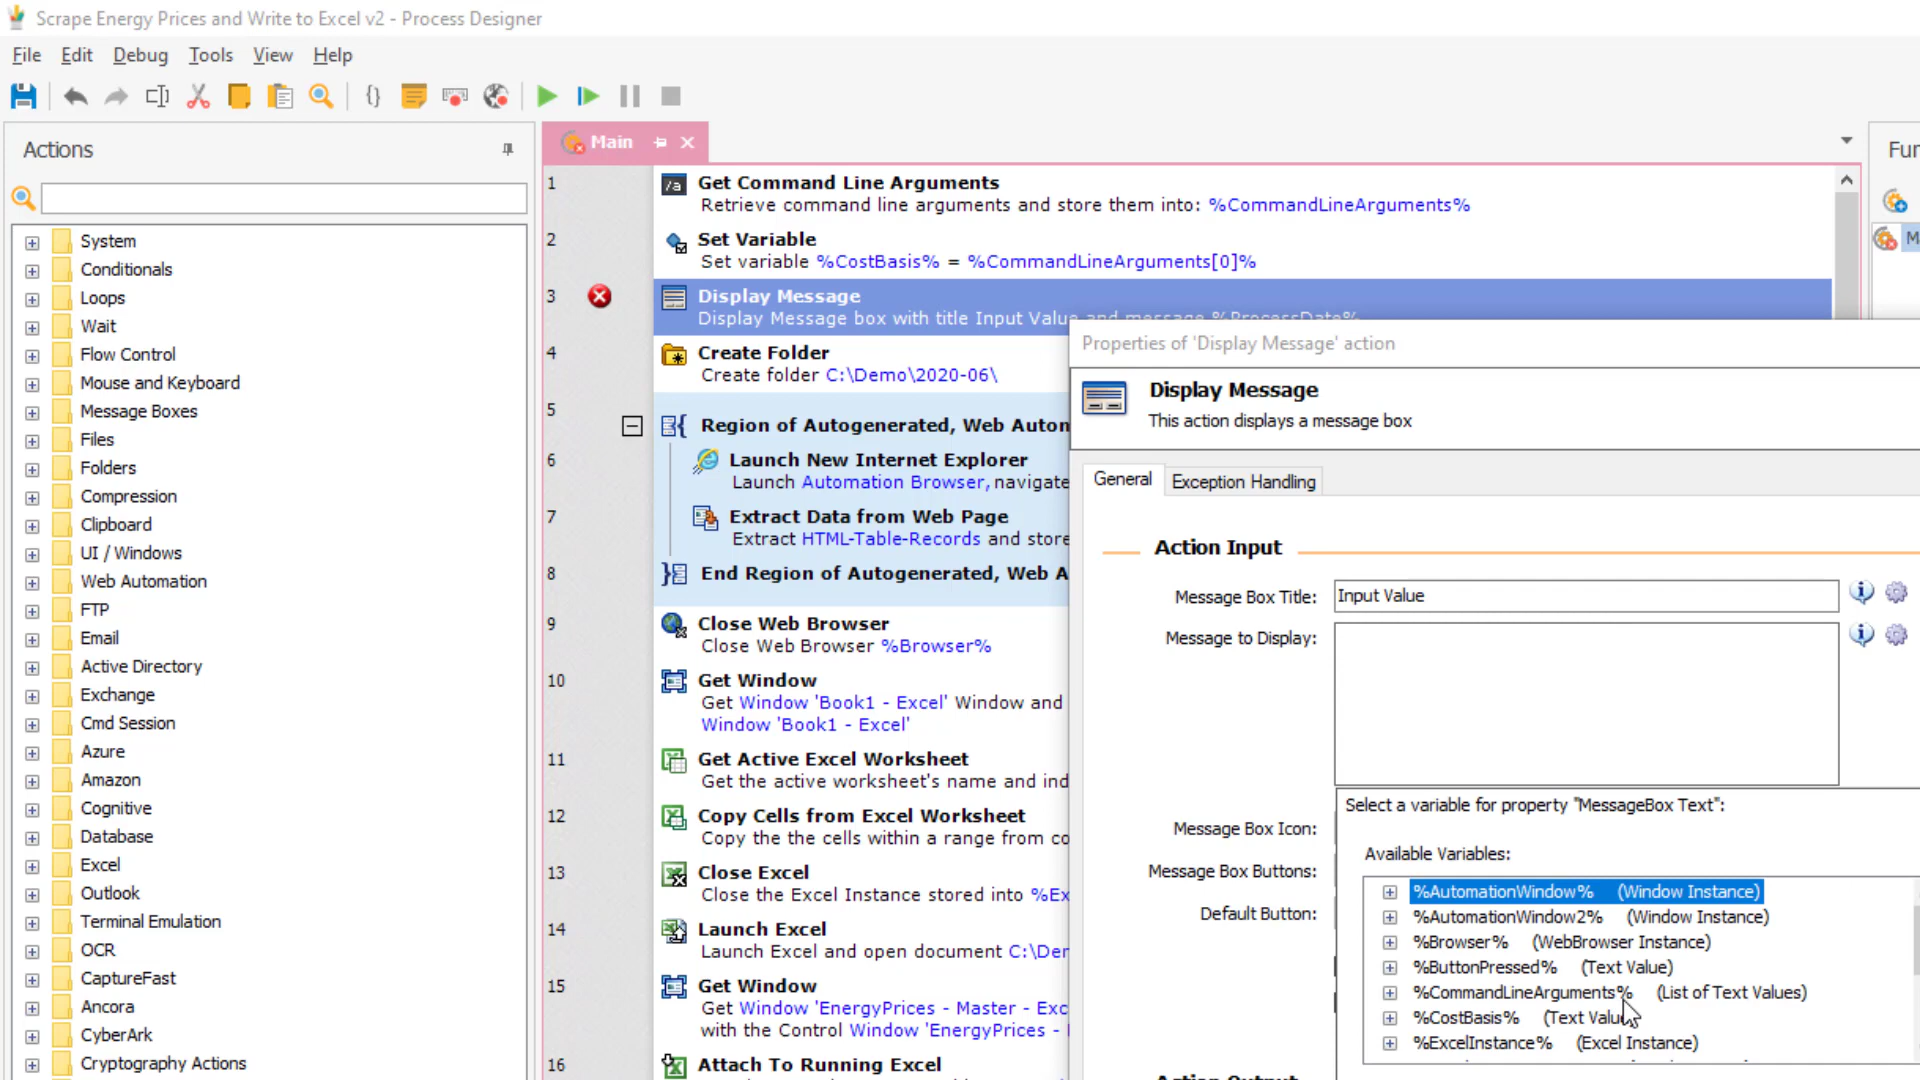 Scrape Energy Prices and Write to Excel v2 - Process Designer
File Edit Debug Tools View Help
Actions
System
Conditionals
Loops
Wait
Flow Control
Mouse and Keyboard
Message Boxes
Files
Folders
Compression
Clipboard
UI / Windows
Web Automation
FTP
Email
Active Directory
Exchange
Cmd Session
Azure
Amazon
Cognitive
Database
Excel
Outlook
Terminal Emulation
OCR
CaptureFast
Ancora
CyberArk
Cryptography Actions
Main
1 Get Command Line Arguments
Retrieve command line arguments and store them into: %CommandLineArguments%
2 Set Variable
Set variable %CostBasis% = %CommandLineArguments[0]%
3 Display Message
Display Message box with title Input Value and message %ProcessDate%
4 Create Folder
Create folder C:\Demo\2020-06\
5 Region of Autogenerated, Web Auton
6 Launch New Internet Explorer
Launch Automation Browser, navigate
7 Extract Data from Web Page
Extract HTML-Table-Records and store
8 End Region of Autogenerated, Web A
9 Close Web Browser
Close Web Browser %Browser%
10 Get Window
Get Window 'Book1 - Excel' Window and
Window 'Book1 - Excel'
11 Get Active Excel Worksheet
Get the active worksheet's name and ind
12 Copy Cells from Excel Worksheet
Copy the the cells within a range from co
13 Close Excel
Close the Excel Instance stored into %Ex
14 Launch Excel
Launch Excel and open document C:\Der
15 Get Window
Get Window 'EnergyPrices - Master - Exc
with the Control Window 'EnergyPrices -
16 Attach To Running Excel
Fur
M
Properties of 'Display Message' action
Display Message
This action displays a message box
General Exception Handling
Action Input
Message Box Title: Input Value
Message to Display:
Message Box Icon:
Message Box Buttons:
Default Button:
Select a variable for property "MessageBox Text":
Available Variables:
%AutomationWindow% (Window Instance)
%AutomationWindow2% (Window Instance)
%Browser% (WebBrowser Instance)
%ButtonPressed% (Text Value)
%CommandLineArguments% (List of Text Values)
%CostBasis% (Text Value)
%ExcelInstance% (Excel Instance)
Action Output